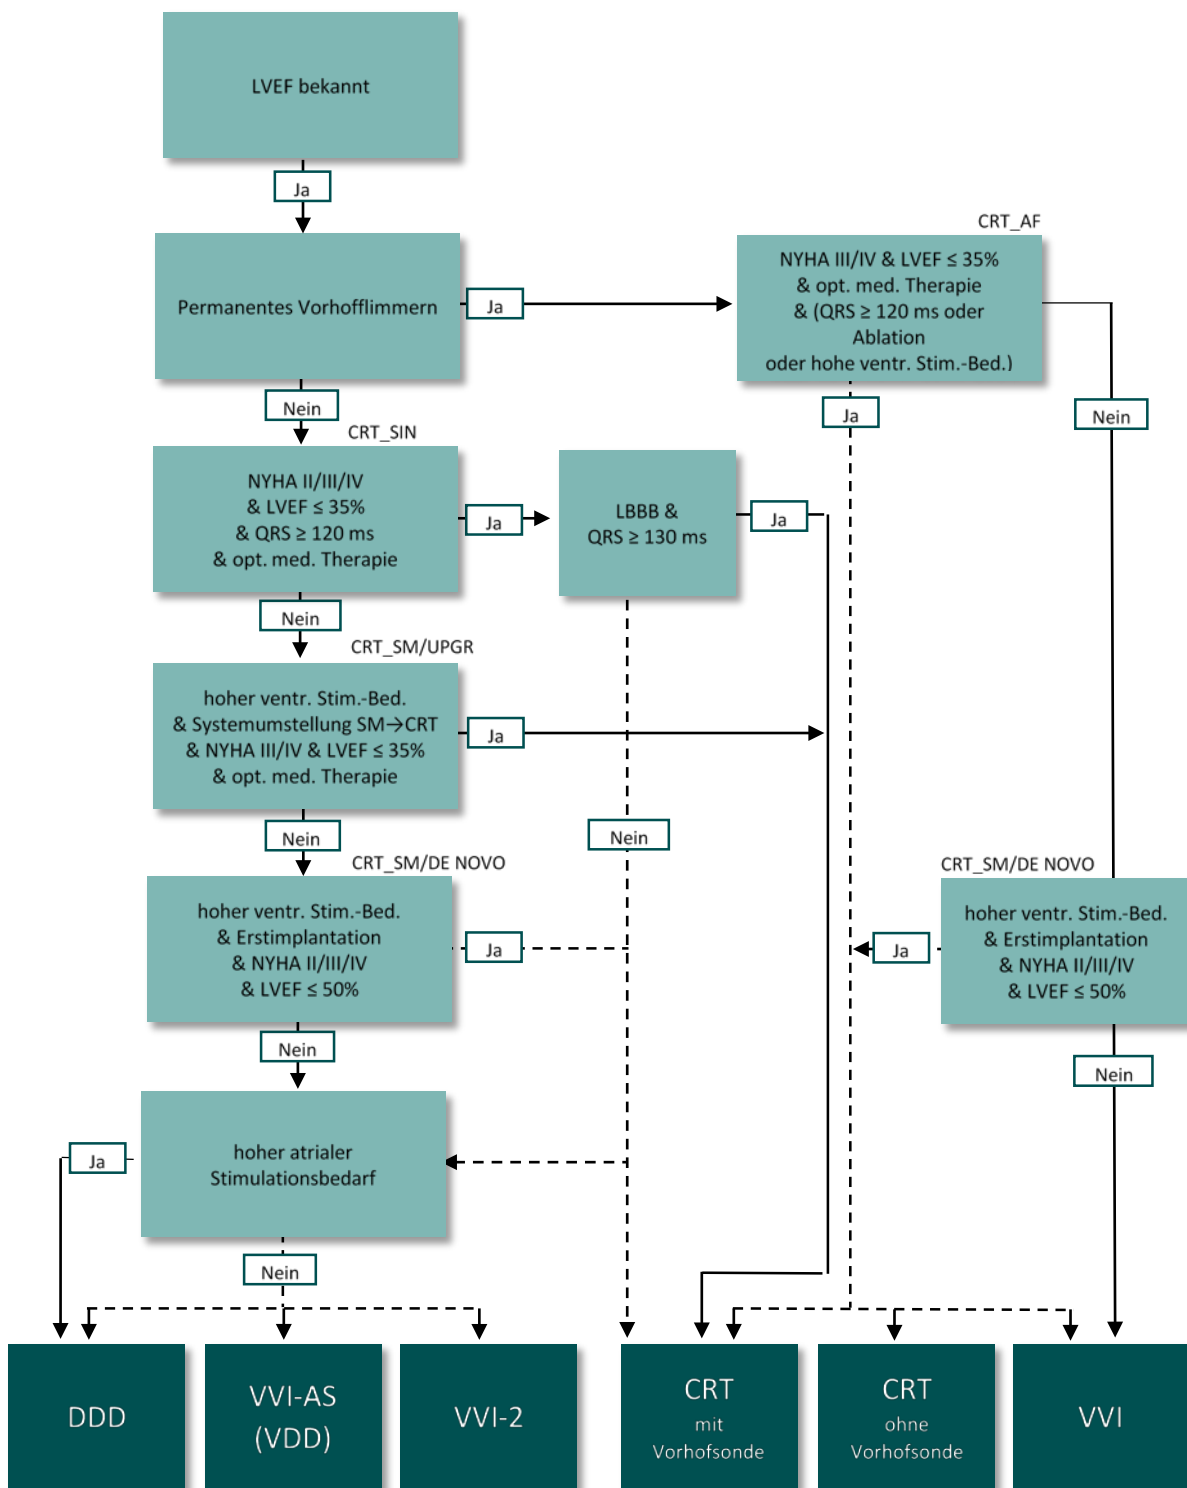 LVEF bekannt
Ja
Permanentes Vorhofflimmern
Ja
CRT_AF
NYHA III/IV & LVEF ≤ 35%
& opt. med. Therapie
& (QRS ≥ 120 ms oder
Ablation
oder hohe ventr. Stim.-Bed.)
Nein
Ja
Nein
CRT_SIN
NYHA II/III/IV
& LVEF ≤ 35%
& QRS ≥ 120 ms
& opt. med. Therapie
Ja
LBBB &
QRS ≥ 130 ms
Ja
Nein
CRT_SM/UPGR
hoher ventr. Stim.-Bed.
& Systemumstellung SM→CRT
& NYHA III/IV & LVEF ≤ 35%
& opt. med. Therapie
Ja
Nein
Nein
CRT_SM/DE NOVO
hoher ventr. Stim.-Bed.
& Erstimplantation
& NYHA II/III/IV
& LVEF ≤ 50%
Ja
CRT_SM/DE NOVO
hoher ventr. Stim.-Bed.
& Erstimplantation
& NYHA II/III/IV
& LVEF ≤ 50%
Ja
Nein
Nein
hoher atrialer
Stimulationsbedarf
Ja
Nein
DDD
VVI-AS
(VDD)
VVI-2
CRT
mit
Vorhofsonde
CRT
ohne
Vorhofsonde
VVI